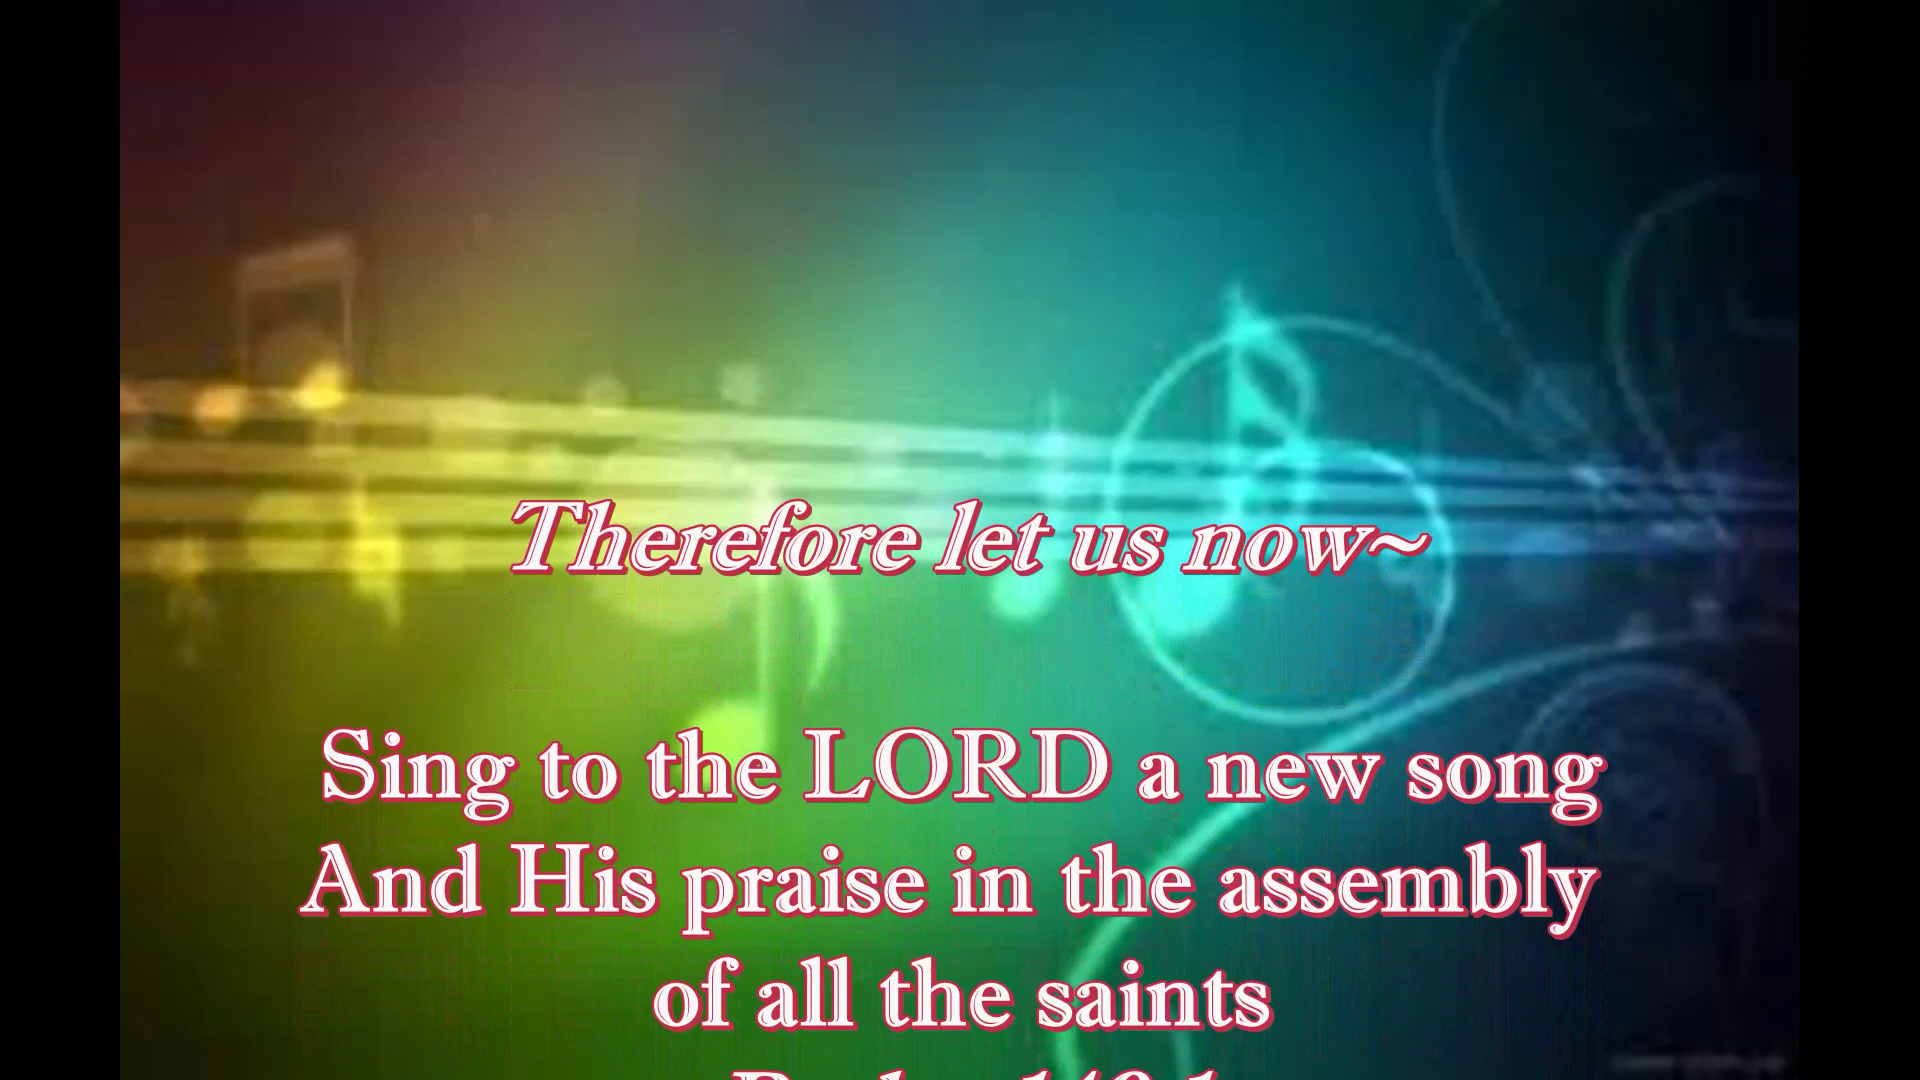 Therefore let us now~
Sing to the LORD a new song
And His praise in the assembly
of all the saints